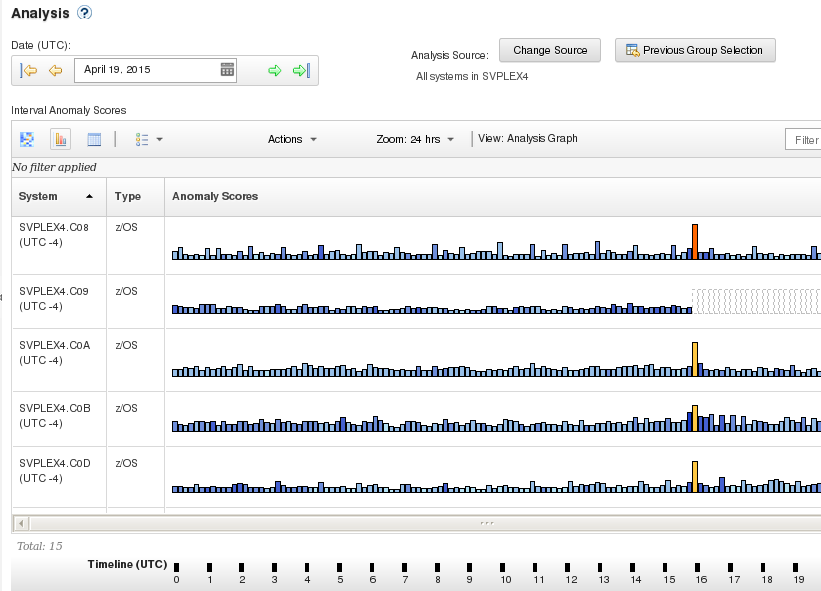 Analysis ?
Date (UTC):
April 19, 2015
Analysis Source:
Change Source
Previous Group Selection
All systems in SVPLEX4
Interval Anomaly Scores
Actions
Zoom: 24 hrs
View: Analysis Graph
Filter
No filter applied
System
Type
Anomaly Scores
SVPLEX4.C08
(UTC -4)
z/OS
SVPLEX4.C09
(UTC -4)
z/OS
SVPLEX4.C0A
(UTC -4)
z/OS
SVPLEX4.C0B
(UTC -4)
z/OS
SVPLEX4.C0D
(UTC -4)
z/OS
Total: 15
Timeline (UTC)
0 1 2 3 4 5 6 7 8 9 10 11 12 13 14 15 16 17 18 19